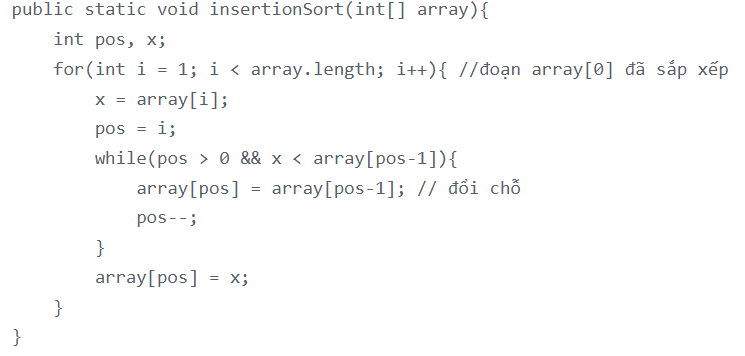 public static void insertionSort(int[] array){
    int pos, x;
    for(int i = 1; i < array.length; i++){ //đoạn array[0] đã sắp xếp
        x = array[i];
        pos = i;
        while(pos > 0 && x < array[pos-1]){
            array[pos] = array[pos-1]; // đổi chỗ
            pos--;
        }
        array[pos] = x;
    }
}